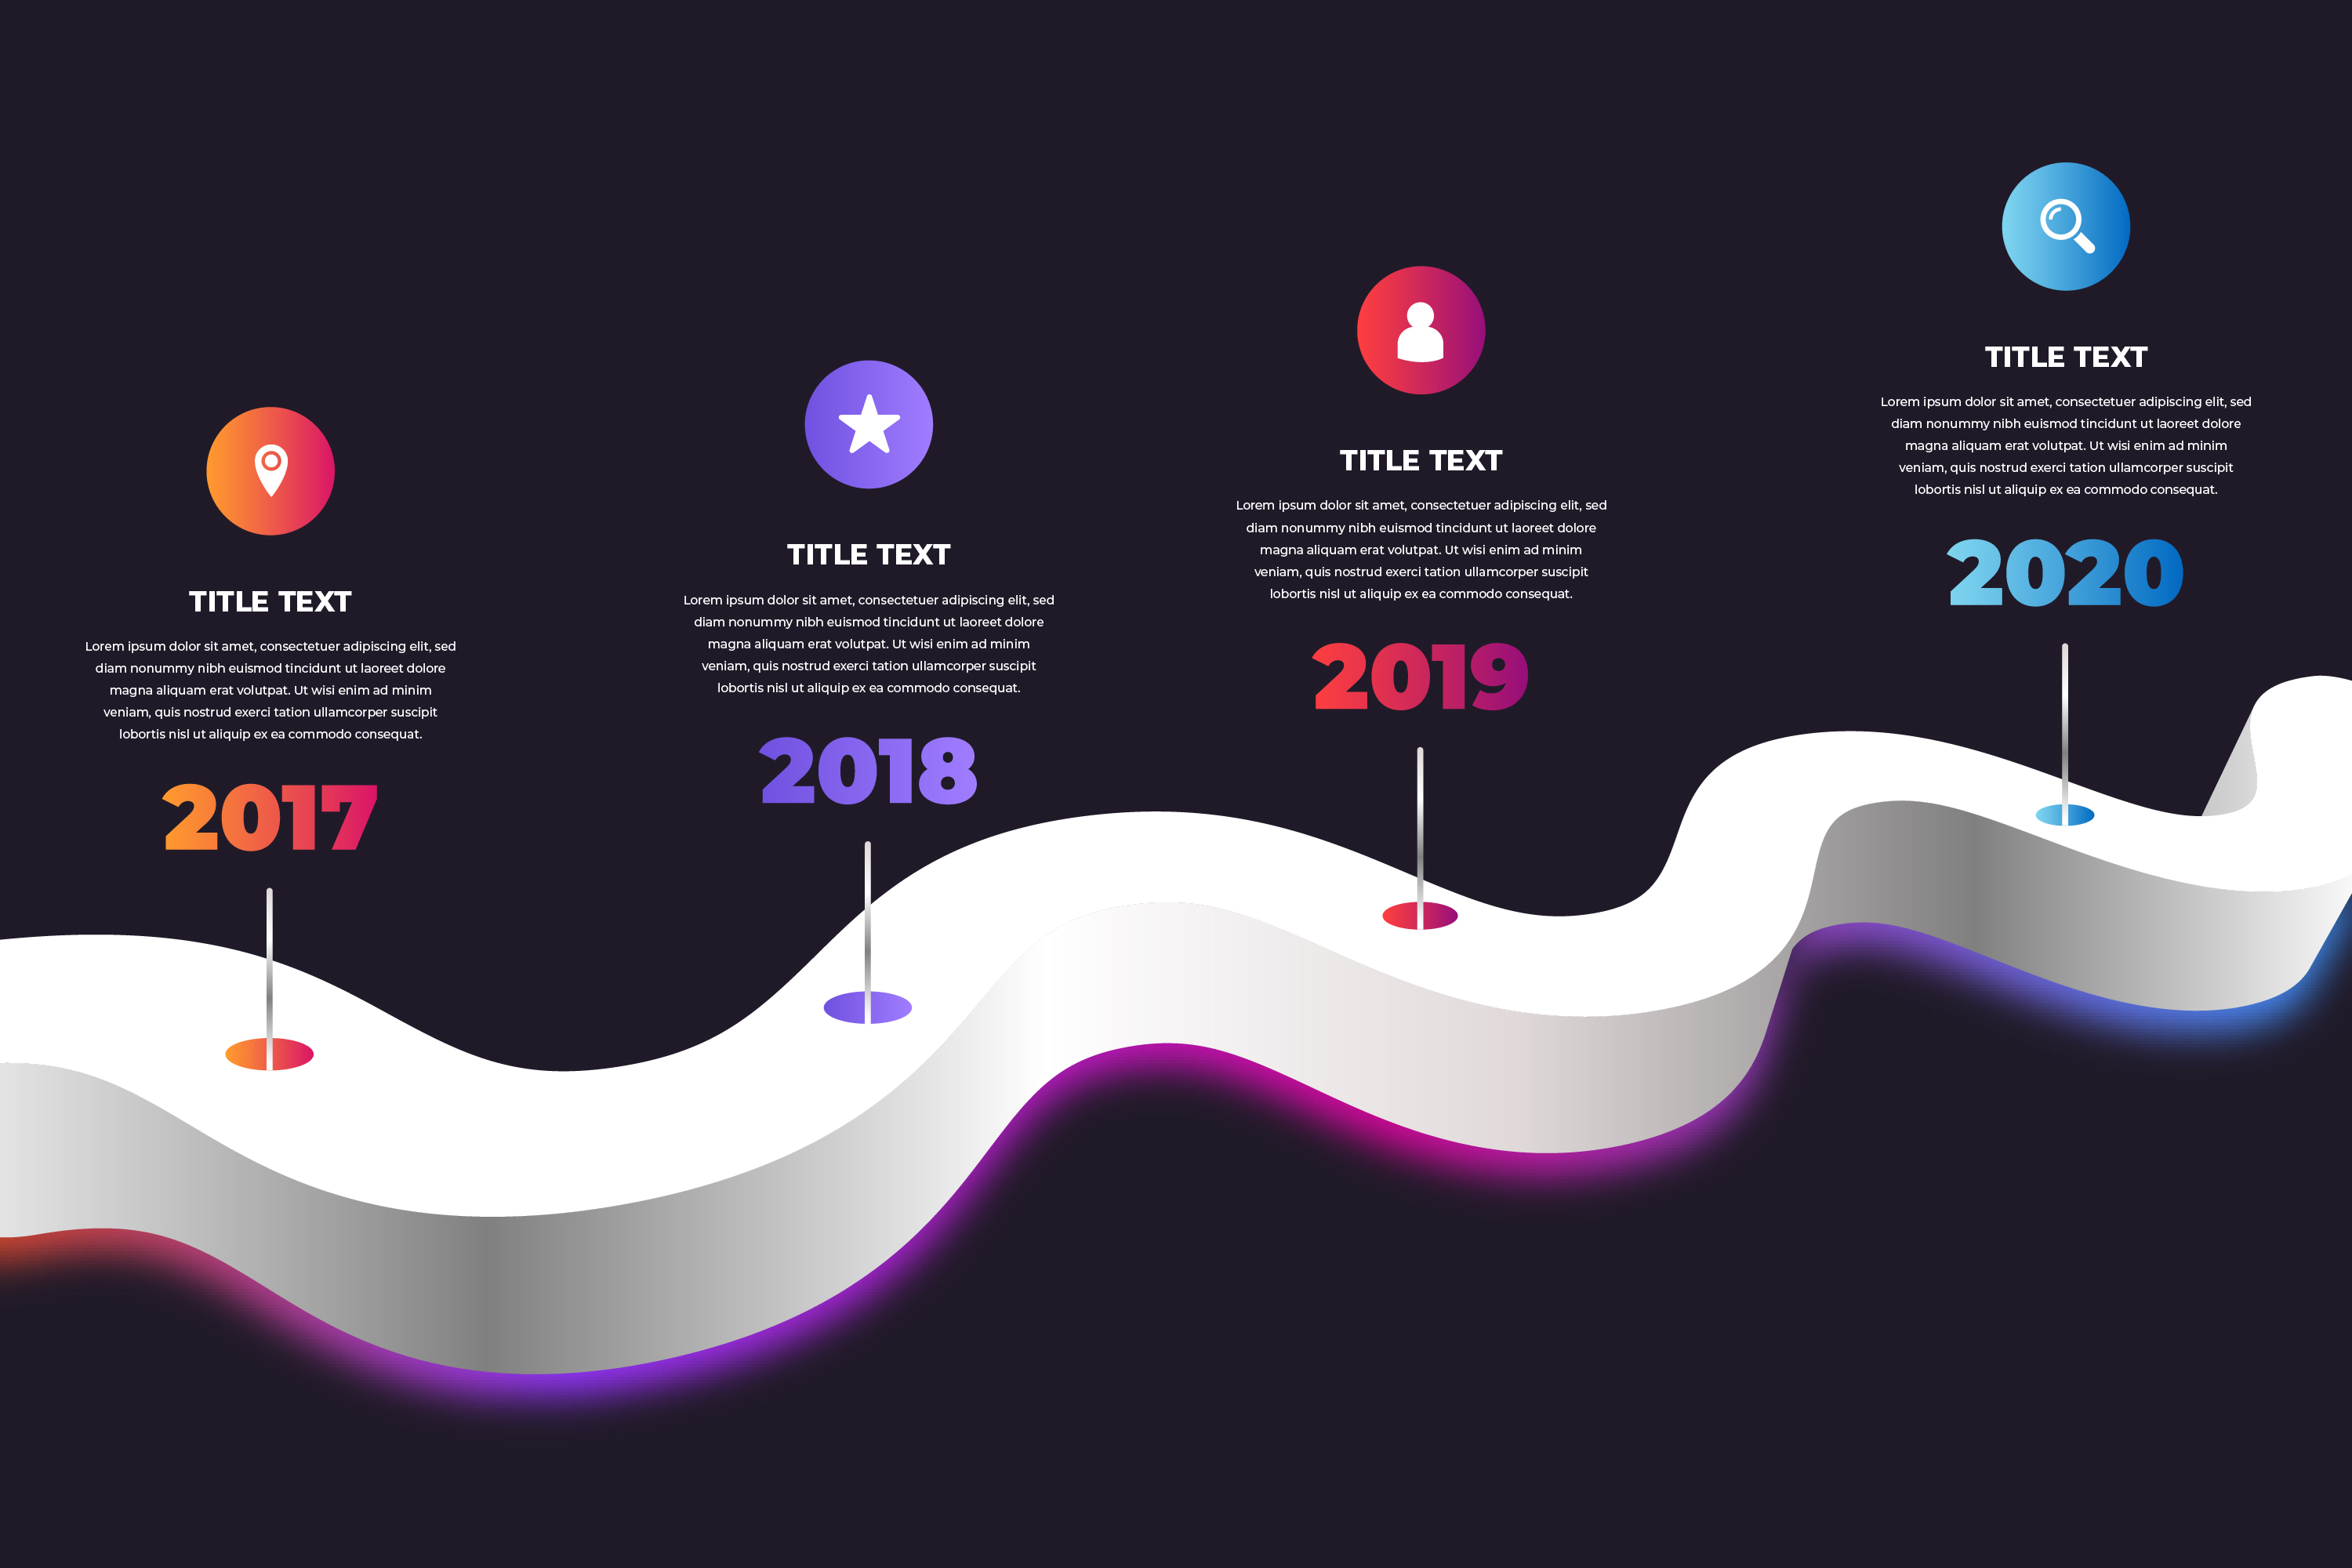 TITLE TEXT
Lorem ipsum dolor sit amet, consectetuer adipiscing elit, sed
diam nonummy nibh euismod tincidunt ut laoreet dolore
magna aliquam erat volutpat. Ut wisi enim ad minim
veniam, quis nostrud exerci tation ullamcorper suscipit
lobortis nisl ut aliquip ex ea commodo consequat.
2017
TITLE TEXT
Lorem ipsum dolor sit amet, consectetuer adipiscing elit, sed
diam nonummy nibh euismod tincidunt ut laoreet dolore
magna aliquam erat volutpat. Ut wisi enim ad minim
veniam, quis nostrud exerci tation ullamcorper suscipit
lobortis nisl ut aliquip ex ea commodo consequat.
2018
TITLE TEXT
Lorem ipsum dolor sit amet, consectetuer adipiscing elit, sed
diam nonummy nibh euismod tincidunt ut laoreet dolore
magna aliquam erat volutpat. Ut wisi enim ad minim
veniam, quis nostrud exerci tation ullamcorper suscipit
lobortis nisl ut aliquip ex ea commodo consequat.
2019
TITLE TEXT
Lorem ipsum dolor sit amet, consectetuer adipiscing elit, sed
diam nonummy nibh euismod tincidunt ut laoreet dolore
magna aliquam erat volutpat. Ut wisi enim ad minim
veniam, quis nostrud exerci tation ullamcorper suscipit
lobortis nisl ut aliquip ex ea commodo consequat.
2020